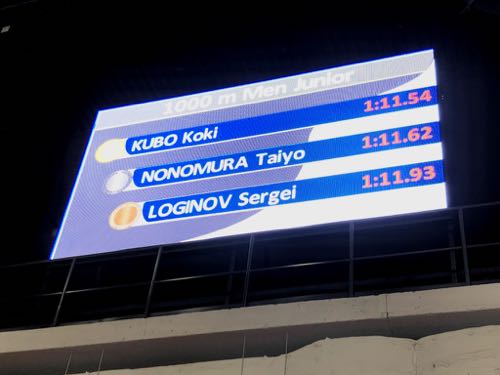 1000 m Men Junior
KUBO Koki 1:11.54
NONOMURA Taiyo 1:11.62
LOGINOV Sergei 1:11.93